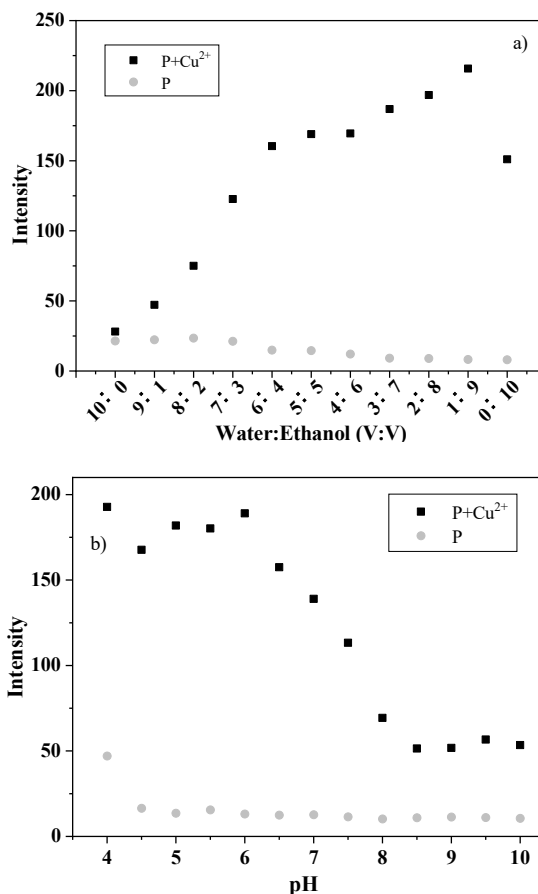 250
a)
P+Cu²⁺
P
200
150
100
50
0
Intensity
10: 0
9: 1
8: 2
7: 3
6: 4
5: 5
4: 6
3: 7
2: 8
1: 9
0: 10
Water:Ethanol (V:V)
200
P+Cu²⁺
P
b)
150
100
50
0
Intensity
4
5
6
7
8
9
10
pH